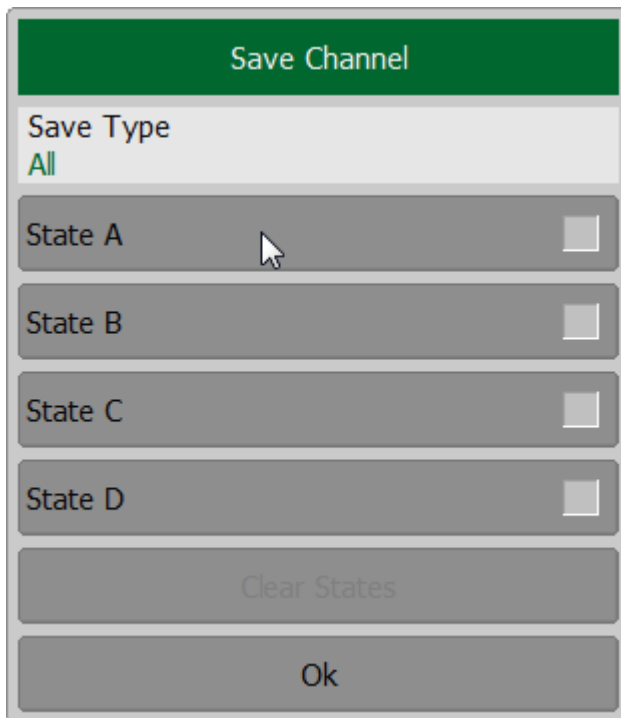 Save Channel
Save Type
All
State A
State B
State C
State D
Clear States
Ok